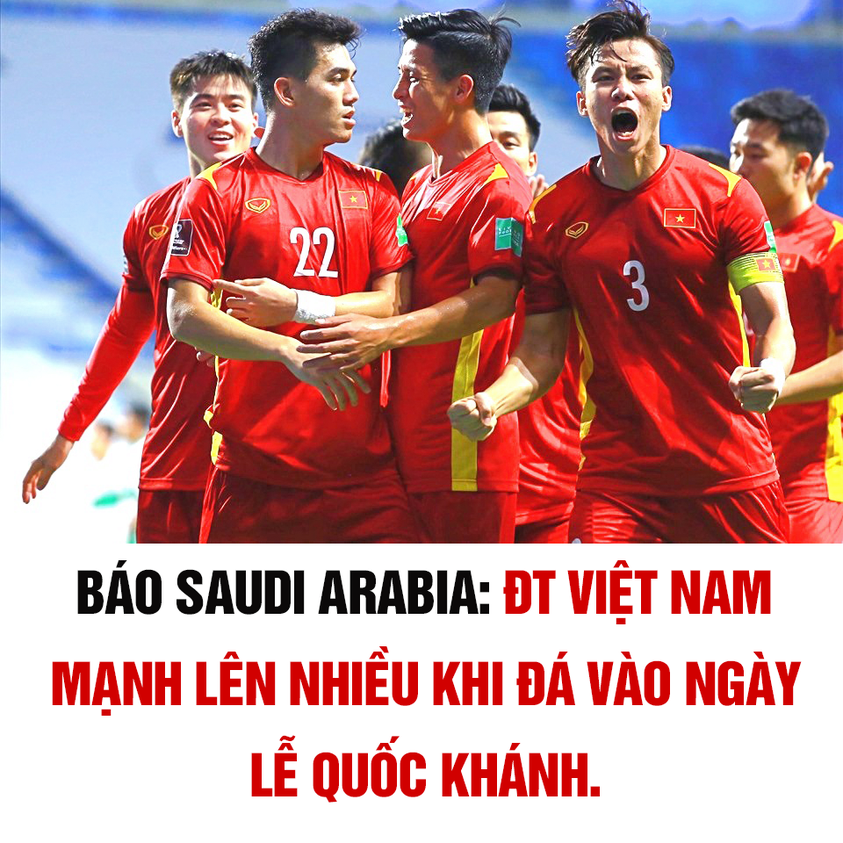 22
3
BÁO SAUDI ARABIA: ĐT VIỆT NAM
MẠNH LÊN NHIỀU KHI ĐÁ VÀO NGÀY
LỄ QUỐC KHÁNH.